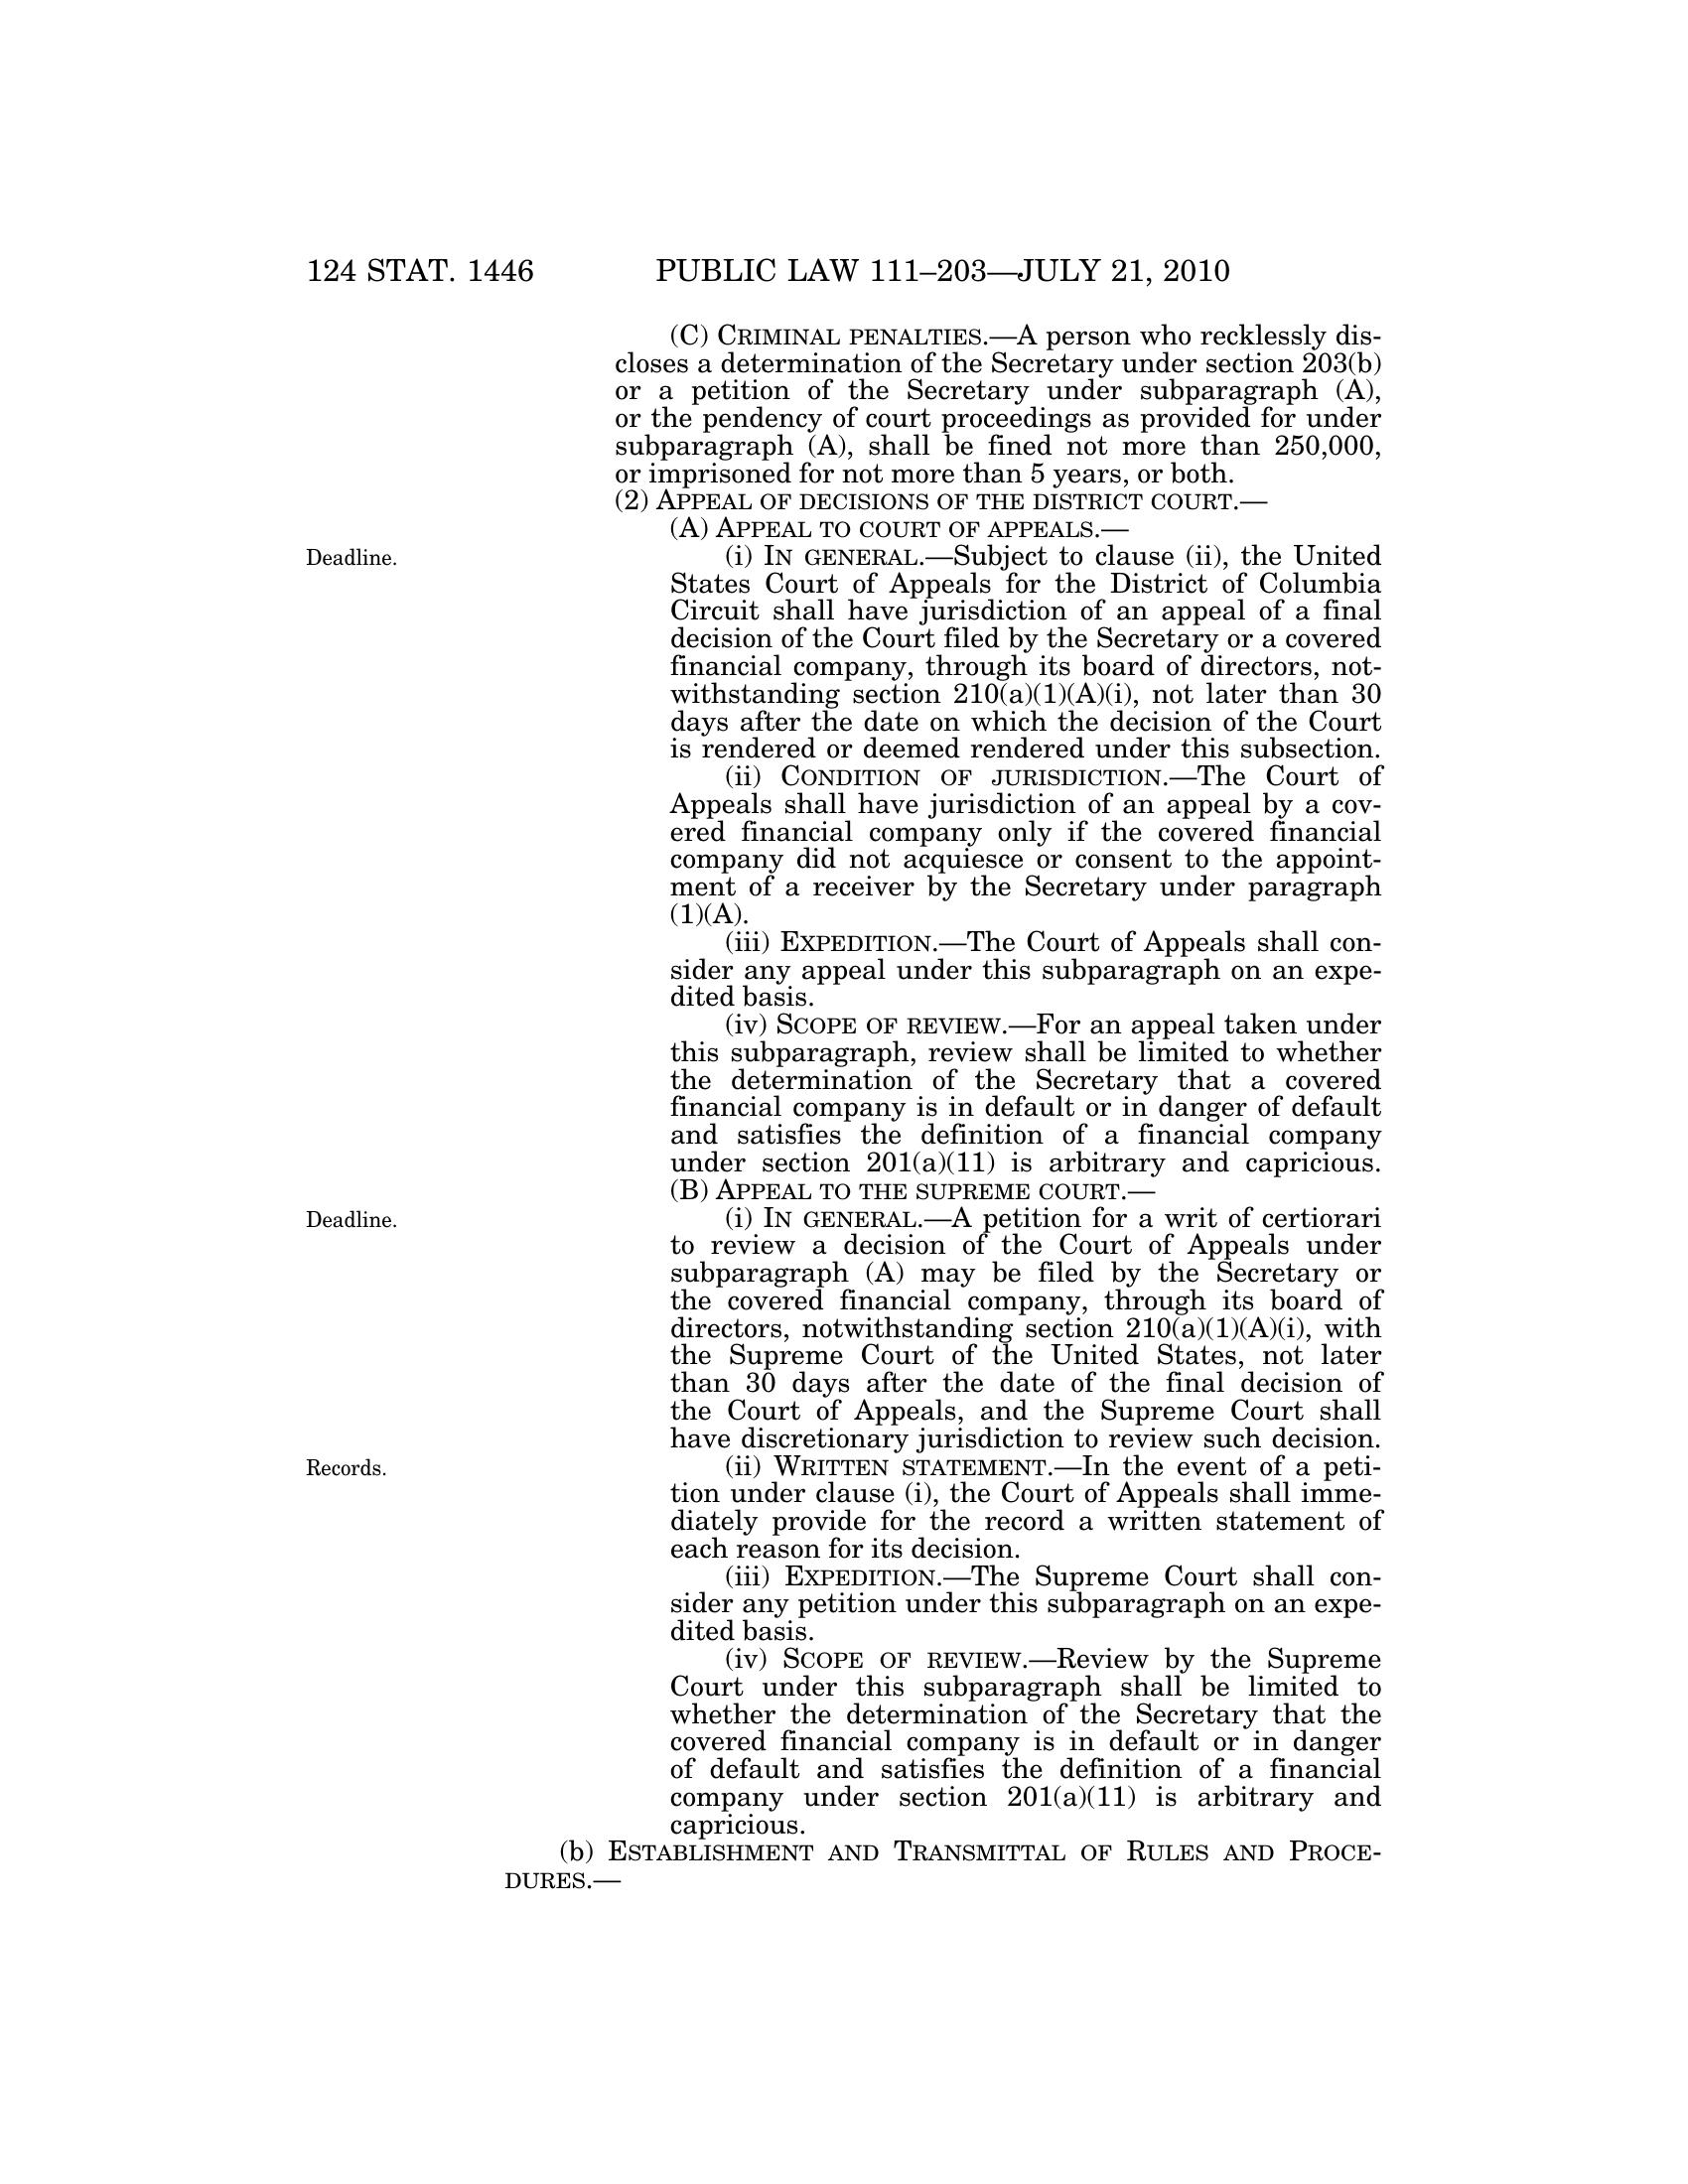 124 STAT. 1446 PUBLIC LAW 111–203—JULY 21, 2010
(C) CRIMINAL PENALTIES.—A person who recklessly dis-
closes a determination of the Secretary under section 203(b)
or a petition of the Secretary under subparagraph (A),
or the pendency of court proceedings as provided for under
subparagraph (A), shall be fined not more than 250,000,
or imprisoned for not more than 5 years, or both.
(2) APPEAL OF DECISIONS OF THE DISTRICT COURT.—
(A) APPEAL TO COURT OF APPEALS.—
Deadline. (i) IN GENERAL.—Subject to clause (ii), the United
States Court of Appeals for the District of Columbia
Circuit shall have jurisdiction of an appeal of a final
decision of the Court filed by the Secretary or a covered
financial company, through its board of directors, not-
withstanding section 210(a)(1)(A)(i), not later than 30
days after the date on which the decision of the Court
is rendered or deemed rendered under this subsection.
(ii) CONDITION OF JURISDICTION.—The Court of
Appeals shall have jurisdiction of an appeal by a cov-
ered financial company only if the covered financial
company did not acquiesce or consent to the appoint-
ment of a receiver by the Secretary under paragraph
(1)(A).
(iii) EXPEDITION.—The Court of Appeals shall con-
sider any appeal under this subparagraph on an expe-
dited basis.
(iv) SCOPE OF REVIEW.—For an appeal taken under
this subparagraph, review shall be limited to whether
the determination of the Secretary that a covered
financial company is in default or in danger of default
and satisfies the definition of a financial company
under section 201(a)(11) is arbitrary and capricious.
(B) APPEAL TO THE SUPREME COURT.—
Deadline. (i) IN GENERAL.—A petition for a writ of certiorari
to review a decision of the Court of Appeals under
subparagraph (A) may be filed by the Secretary or
the covered financial company, through its board of
directors, notwithstanding section 210(a)(1)(A)(i), with
the Supreme Court of the United States, not later
than 30 days after the date of the final decision of
the Court of Appeals, and the Supreme Court shall
have discretionary jurisdiction to review such decision.
Records. (ii) WRITTEN STATEMENT.—In the event of a peti-
tion under clause (i), the Court of Appeals shall imme-
diately provide for the record a written statement of
each reason for its decision.
(iii) EXPEDITION.—The Supreme Court shall con-
sider any petition under this subparagraph on an expe-
dited basis.
(iv) SCOPE OF REVIEW.—Review by the Supreme
Court under this subparagraph shall be limited to
whether the determination of the Secretary that the
covered financial company is in default or in danger
of default and satisfies the definition of a financial
company under section 201(a)(11) is arbitrary and
capricious.
(b) ESTABLISHMENT AND TRANSMITTAL OF RULES AND PROCE-
DURES.—